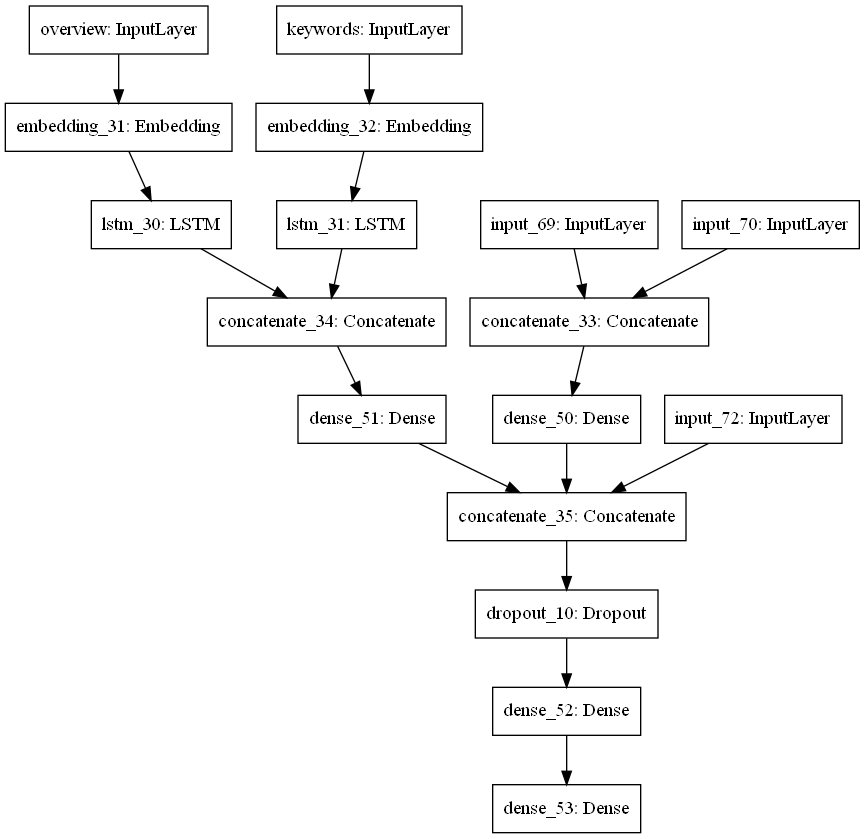 overview: InputLayer
keywords: InputLayer
embedding_31: Embedding
embedding_32: Embedding
lstm_30: LSTM
lstm_31: LSTM
input_69: InputLayer
input_70: InputLayer
concatenate_34: Concatenate
concatenate_33: Concatenate
dense_51: Dense
dense_50: Dense
input_72: InputLayer
concatenate_35: Concatenate
dropout_10: Dropout
dense_52: Dense
dense_53: Dense